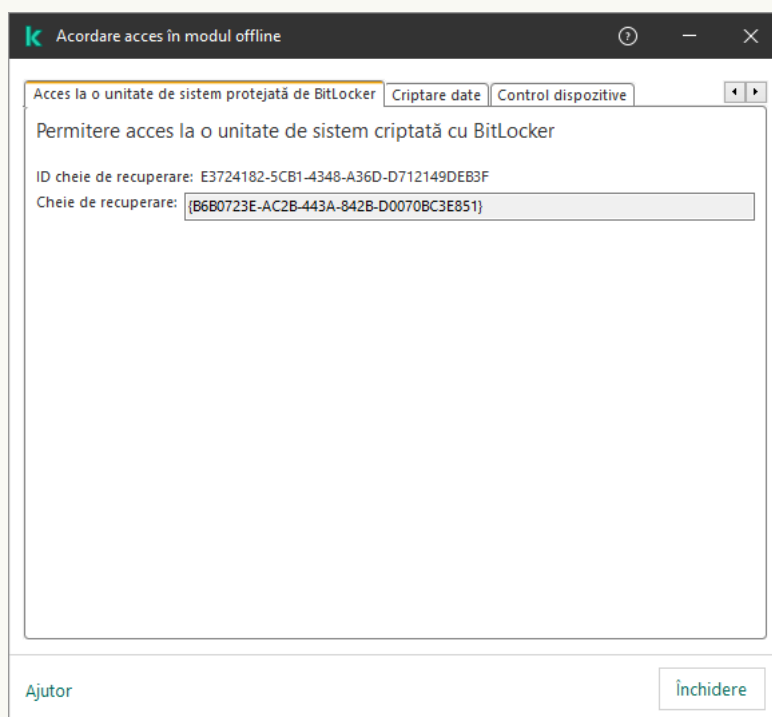 Acordare acces în modul offline
Acces la o unitate de sistem protejată de BitLocker Criptare date Control dispozitive
Permitere acces la o unitate de sistem criptată cu BitLocker
ID cheie de recuperare: E3724182-5CB1-4348-A36D-D712149DEB3F
Cheie de recuperare: {B6B0723E-AC2B-443A-842B-D0070BC3E851}
Ajutor Închidere